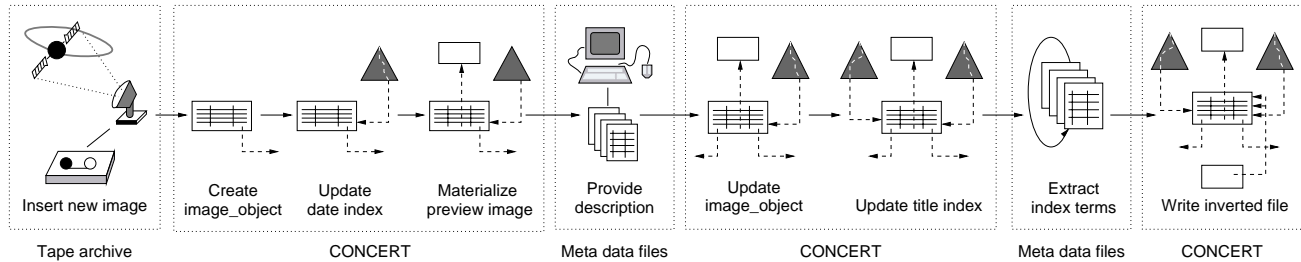 Insert new image
Create
image_object
Update
date index
Materialize
preview image
Provide
description
Update
image_object
Update title index
Extract
index terms
Write inverted file
Tape archive
CONCERT
Meta data files
CONCERT
Meta data files
CONCERT